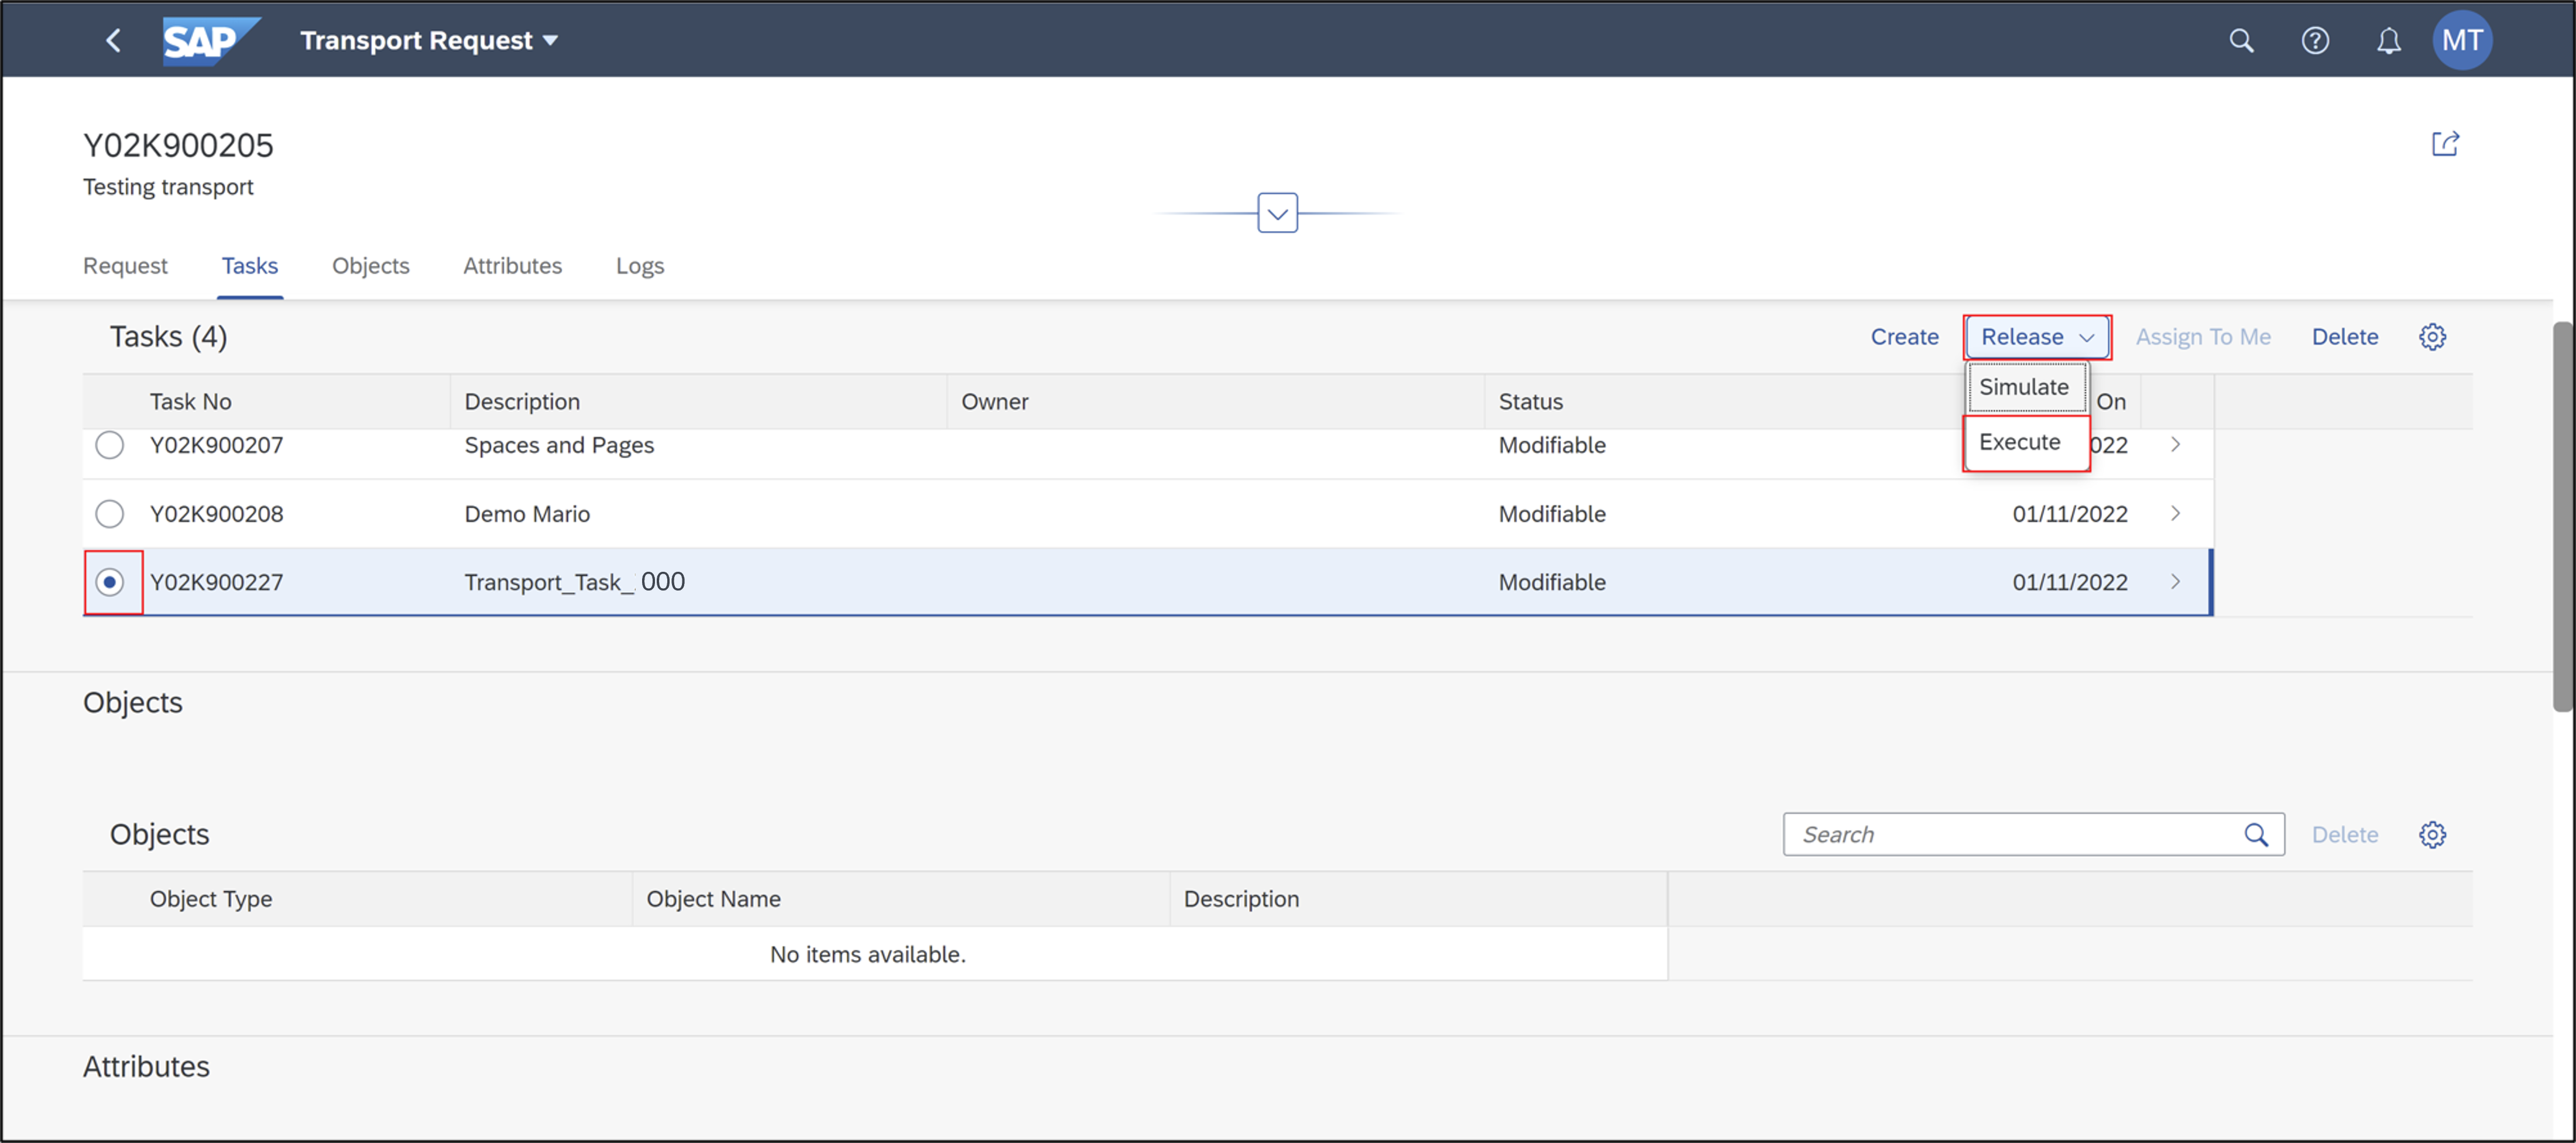 SAP Transport Request MT
Y02K900205
Testing transport
Request Tasks Objects Attributes Logs
Tasks (4) Create Release Assign To Me Delete
Task No Description Owner Status On
Simulate
Execute
Y02K900207 Spaces and Pages Modifiable 022
Y02K900208 Demo Mario Modifiable 01/11/2022
Y02K900227 Transport_Task_ 000 Modifiable 01/11/2022
Objects
Objects Search Delete
Object Type Object Name Description
No items available.
Attributes